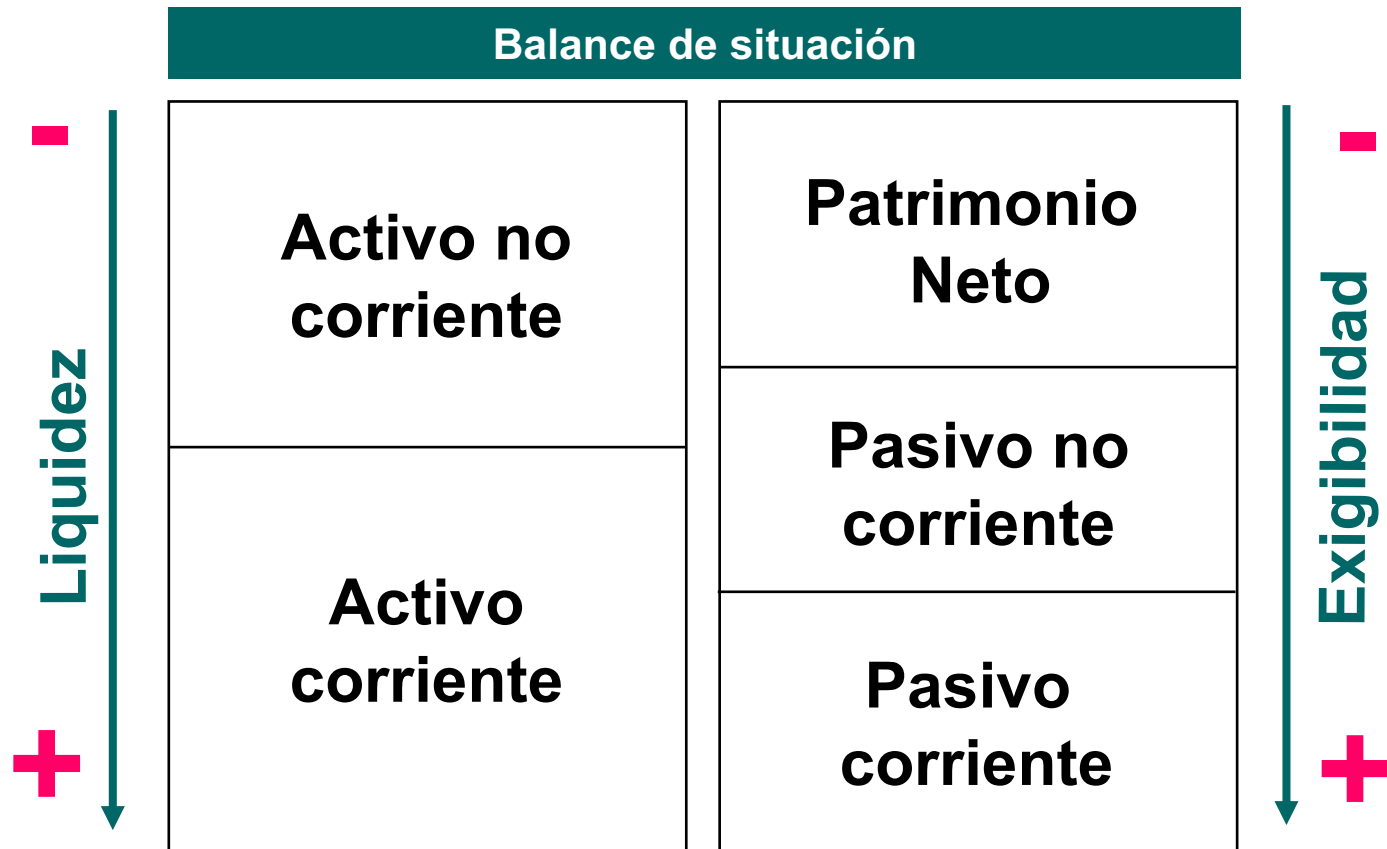 Balance de situación
-
Liquidez
+
Activo no
corriente
Activo
corriente
Patrimonio
Neto
Pasivo no
corriente
Pasivo
corriente
-
Exigibilidad
+